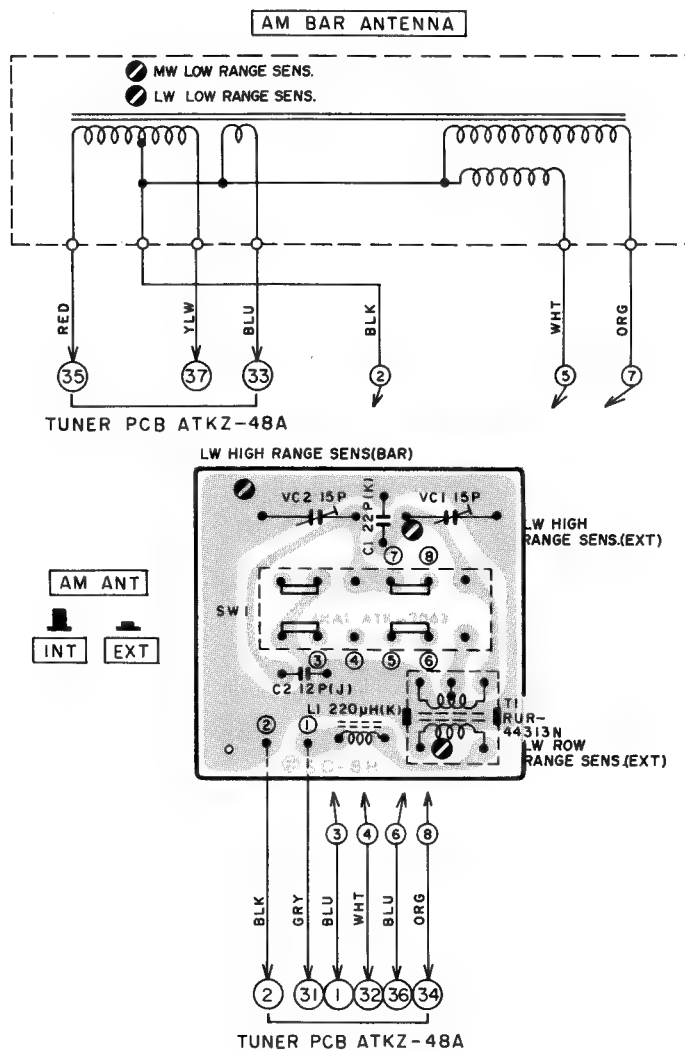 AM BAR ANTENNA
MW LOW RANGE SENS.
LW LOW RANGE SENS.
RED
YLW
BLU
BLK
WHT
ORG
35
37
33
2
5
7
TUNER PCB ATKZ-48A
LW HIGH RANGE SENS(BAR)
VC2 15P
C1 22P(K)
VC1 15P
LW HIGH
RANGE SENS.(EXT)
7
8
AM ANT
SW1
INT
EXT
3
4
5
6
C2 12P(J)
L1 220μH(K)
T1
RUR-
44313N
2
1
LW ROW
RANGE SENS.(EXT)
3
4
6
8
BLK
GRY
BLU
WHT
BLU
ORG
2
31
1
32
36
34
TUNER PCB ATKZ-48A